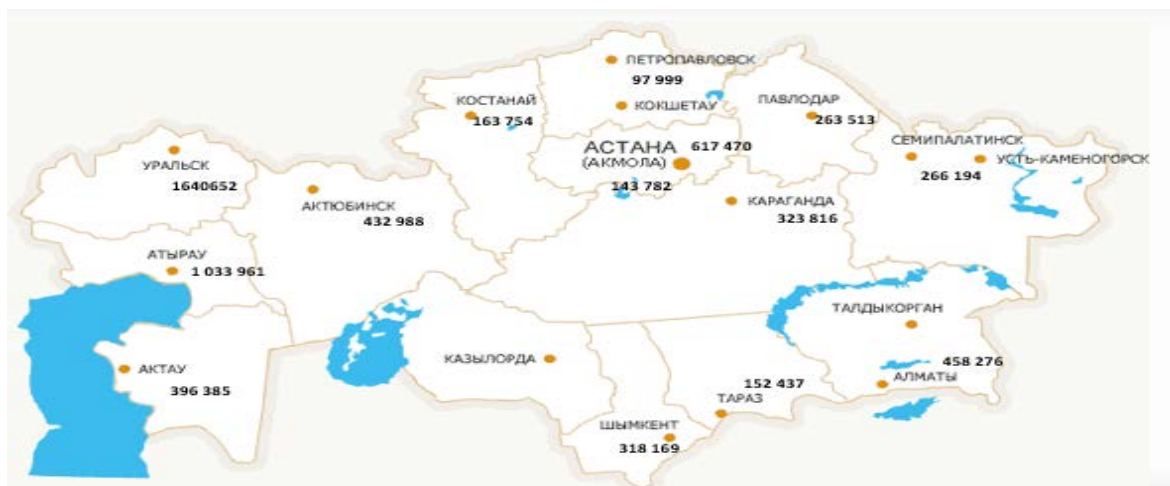 ПЕТРОПАВЛОВСК
97 999
КОСТАНАЙ
163 754
КОКШЕТАУ
ПАВЛОДАР
263 513
АСТАНА
(АКМОЛА)
617 470
143 782
СЕМИПАЛАТИНСК
УСТЬ-КАМЕНОГОРСК
266 194
УРАЛЬСК
1640652
АКТЮБИНСК
432 988
КАРАГАНДА
323 816
АТЫРАУ
1 033 961
ТАЛДЫКОРГАН
КАЗЫЛОРДА
458 276
АЛМАТЫ
АКТАУ
396 385
152 437
ТАРАЗ
ШЫМКЕНТ
318 169